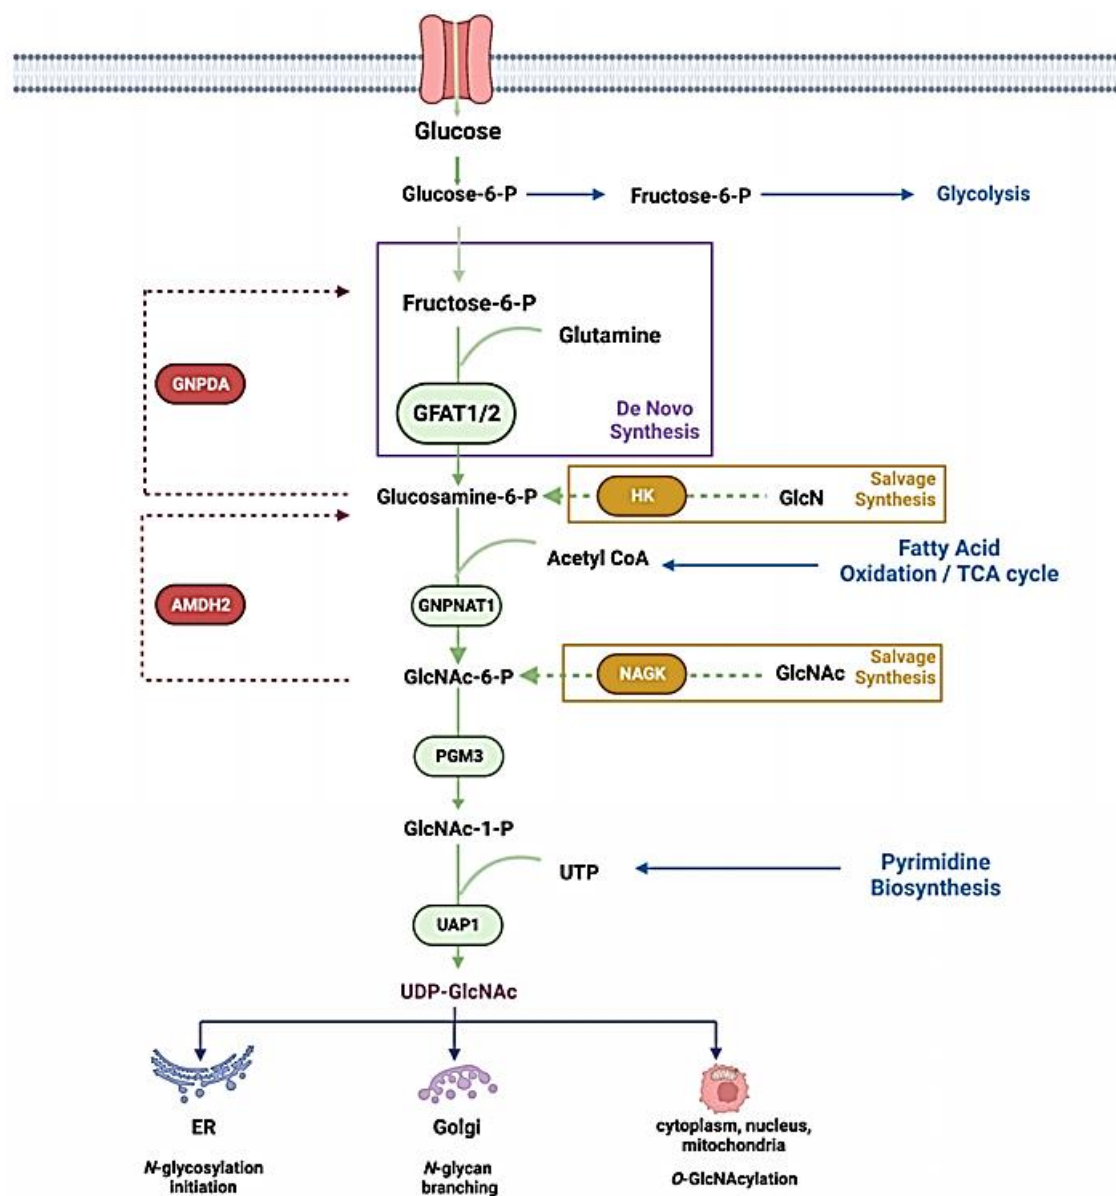 Glucose
Glucose-6-P
Fructose-6-P
Glycolysis
Fructose-6-P
Glutamine
GNPDA
GFAT1/2
De Novo
Synthesis
Glucosamine-6-P
HK
GlcN
Salvage
Synthesis
Acetyl CoA
Fatty Acid
Oxidation / TCA cycle
AMDH2
GNPNAT1
GlcNAc-6-P
NAGK
GlcNAc
Salvage
Synthesis
PGM3
GlcNAc-1-P
UTP
Pyrimidine
Biosynthesis
UAP1
UDP-GlcNAc
ER
N-glycosylation
initiation
Golgi
N-glycan
branching
cytoplasm, nucleus,
mitochondria
O-GlcNAcylation